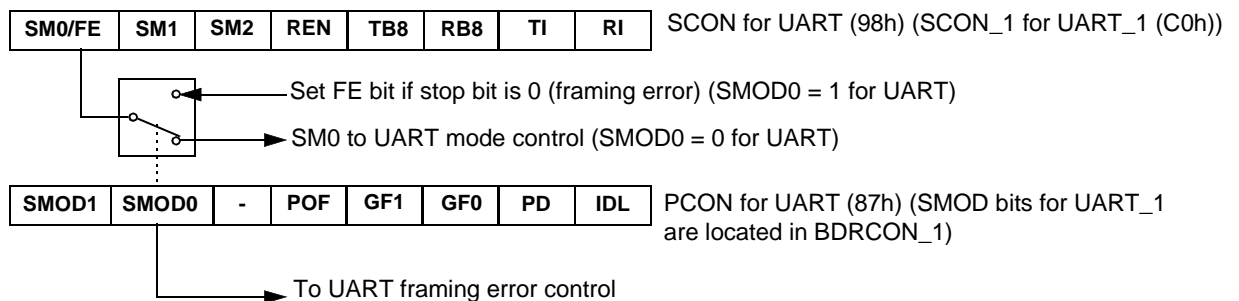 SM0/FE SM1 SM2 REN TB8 RB8 TI RI SCON for UART (98h) (SCON_1 for UART_1 (C0h))
Set FE bit if stop bit is 0 (framing error) (SMOD0 = 1 for UART)
SM0 to UART mode control (SMOD0 = 0 for UART)
SMOD1 SMOD0 - POF GF1 GF0 PD IDL PCON for UART (87h) (SMOD bits for UART_1
are located in BDRCON_1)
To UART framing error control